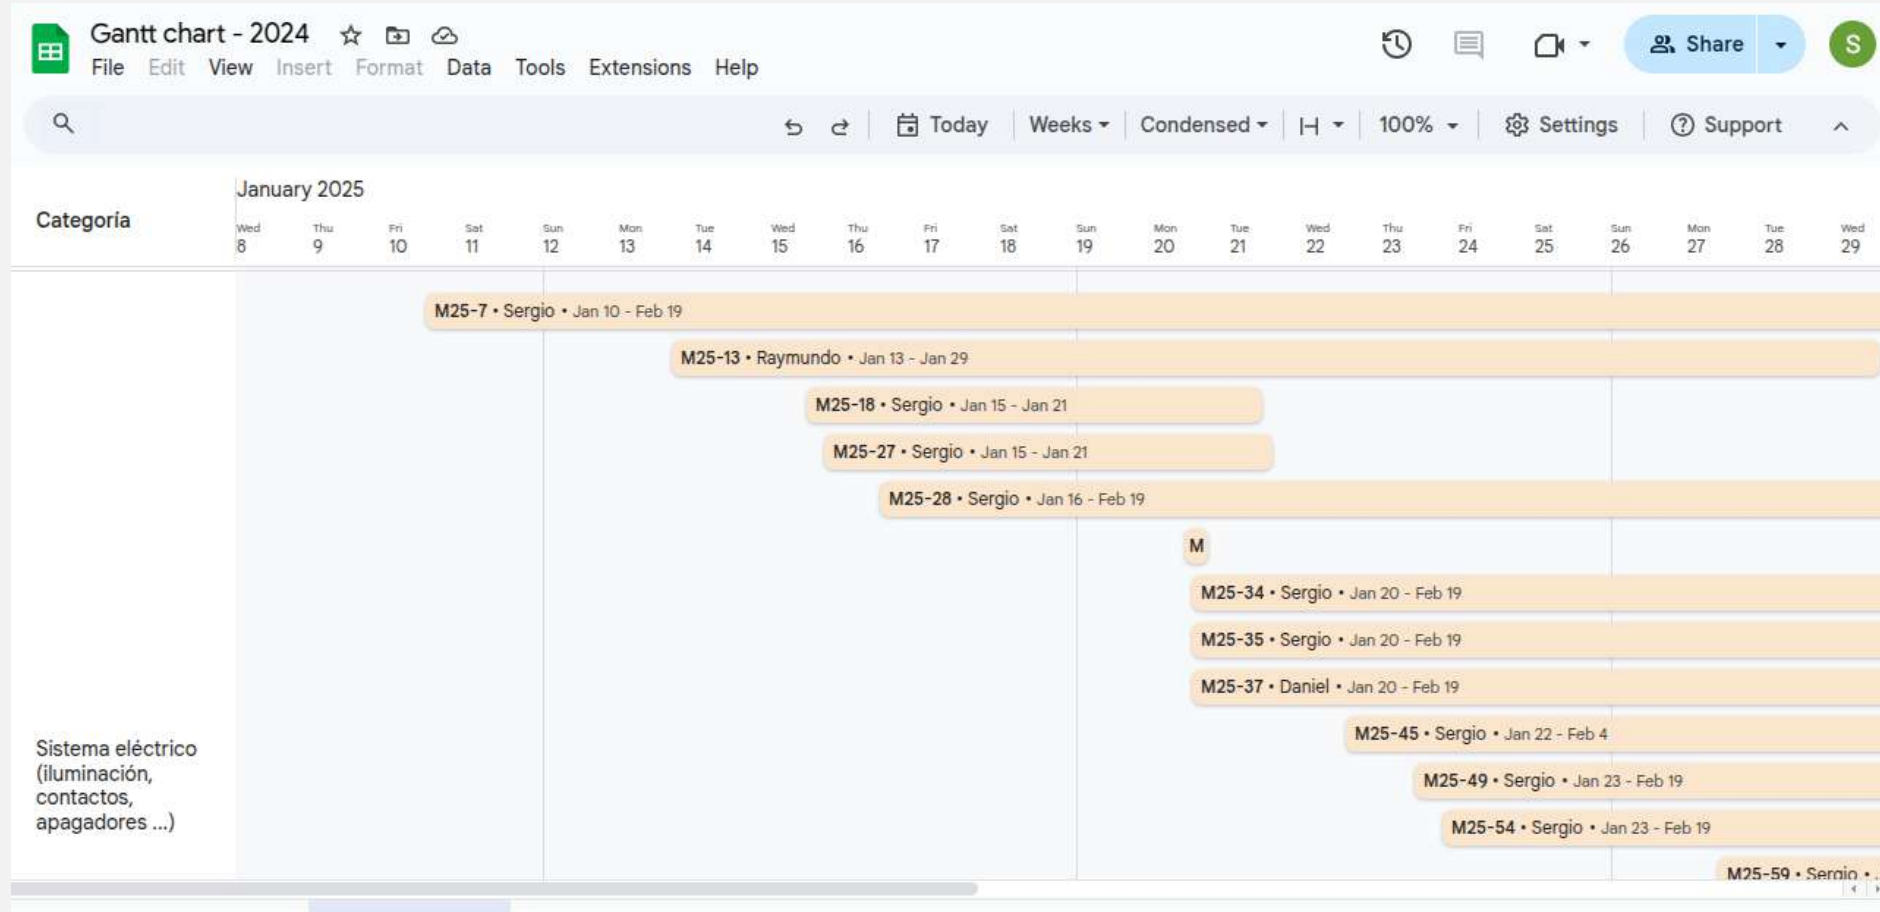 Gantt chart - 2024
File Edit View Insert Format Data Tools Extensions Help
Share
S
Today Weeks Condensed 100% Settings Support
January 2025
Categoría
Wed Thu Fri Sat Sun Mon Tue Wed Thu Fri Sat Sun Mon Tue Wed Thu Fri Sat Sun Mon Tue Wed
8 9 10 11 12 13 14 15 16 17 18 19 20 21 22 23 24 25 26 27 28 29
M25-7 • Sergio • Jan 10 - Feb 19
M25-13 • Raymundo • Jan 13 - Jan 29
M25-18 • Sergio • Jan 15 - Jan 21
M25-27 • Sergio • Jan 15 - Jan 21
M25-28 • Sergio • Jan 16 - Feb 19
M
M25-34 • Sergio • Jan 20 - Feb 19
M25-35 • Sergio • Jan 20 - Feb 19
M25-37 • Daniel • Jan 20 - Feb 19
M25-45 • Sergio • Jan 22 - Feb 4
Sistema eléctrico
(iluminación,
contactos,
apagadores ...)
M25-49 • Sergio • Jan 23 - Feb 19
M25-54 • Sergio • Jan 23 - Feb 19
M25-59 • Sergio •